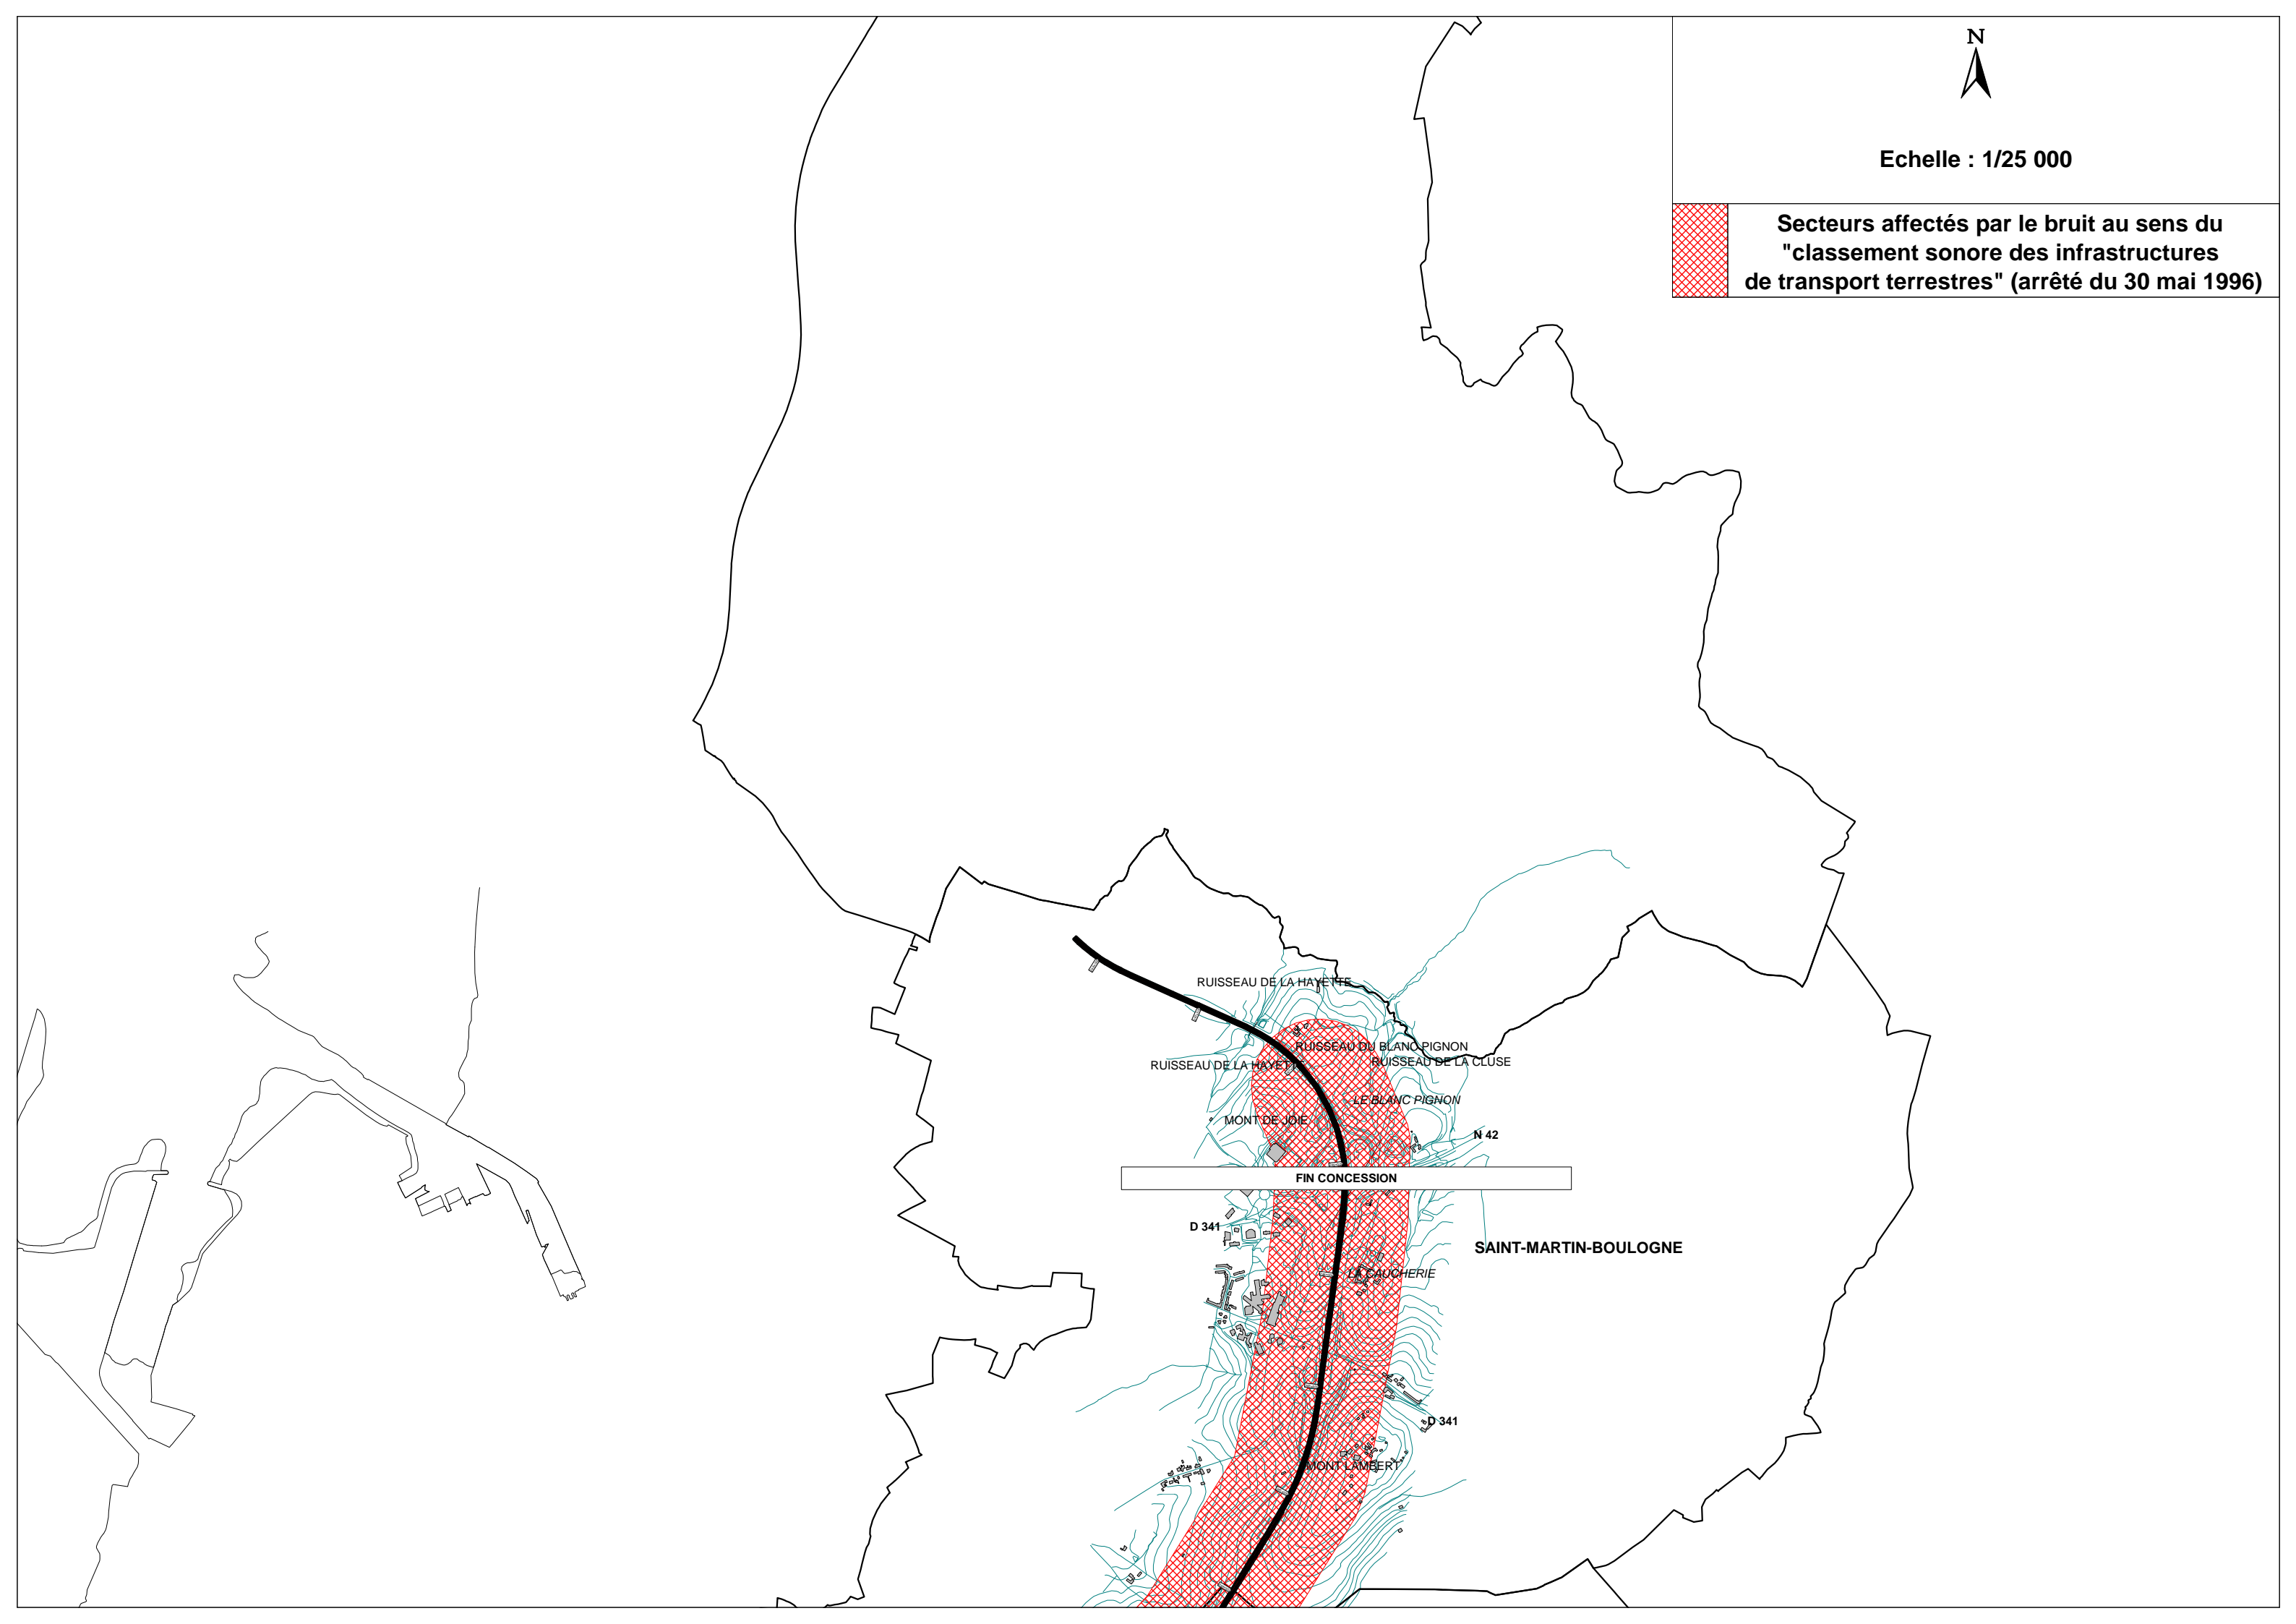 N
Echelle : 1/25 000
Secteurs affectés par le bruit au sens du
"classement sonore des infrastructures
de transport terrestres" (arrêté du 30 mai 1996)
RUISSEAU DE LA HAYETTE
RUISSEAU DU BLANC PIGNON
RUISSEAU DE LA CLUSE
RUISSEAU DE LA HAYETTE
LE BLANC PIGNON
MONT DE JOIE
N 42
FIN CONCESSION
D 341
SAINT-MARTIN-BOULOGNE
LA CAUCHERIE
D 341
MONT LAMBERT